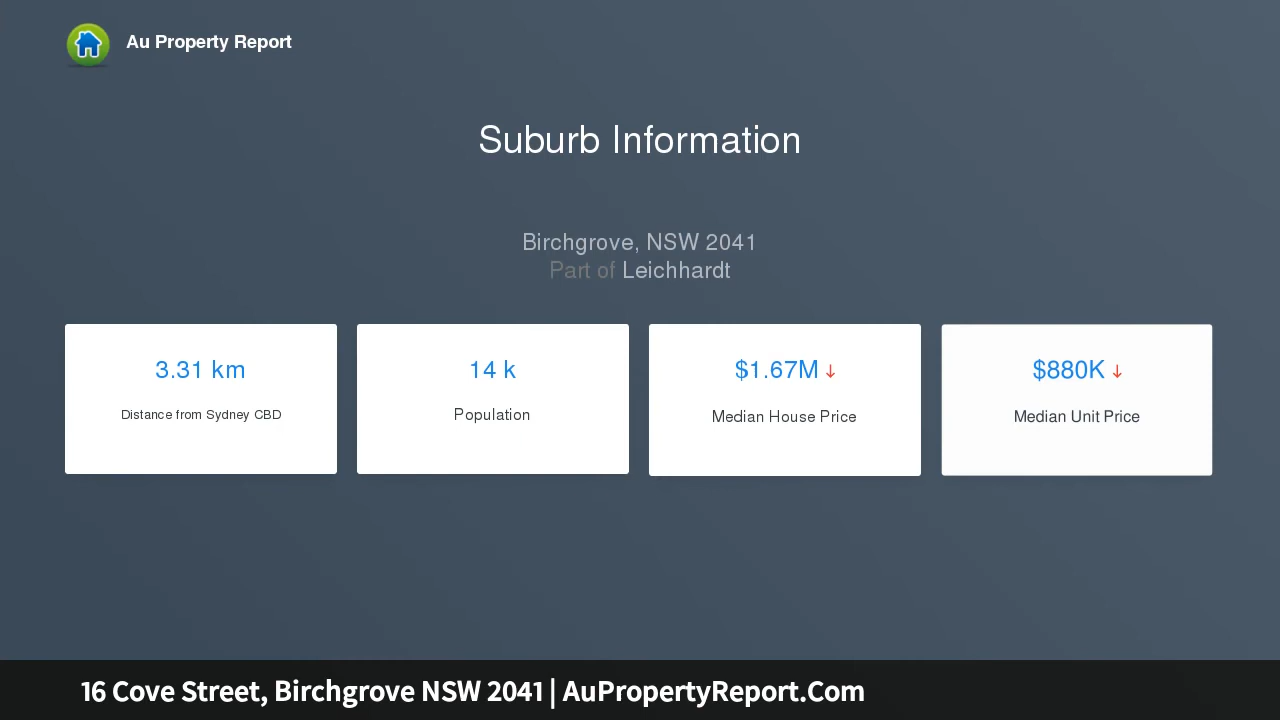 Au Property Report
Suburb Information
Birchgrove, NSW 2041
Part of Leichhardt
3.31 km
Distance from Sydney CBD
14 k
Population
$1.67M ↓
Median House Price
$880K ↓
Median Unit Price
16 Cove Street, Birchgrove NSW 2041 | AuPropertyReport.Com